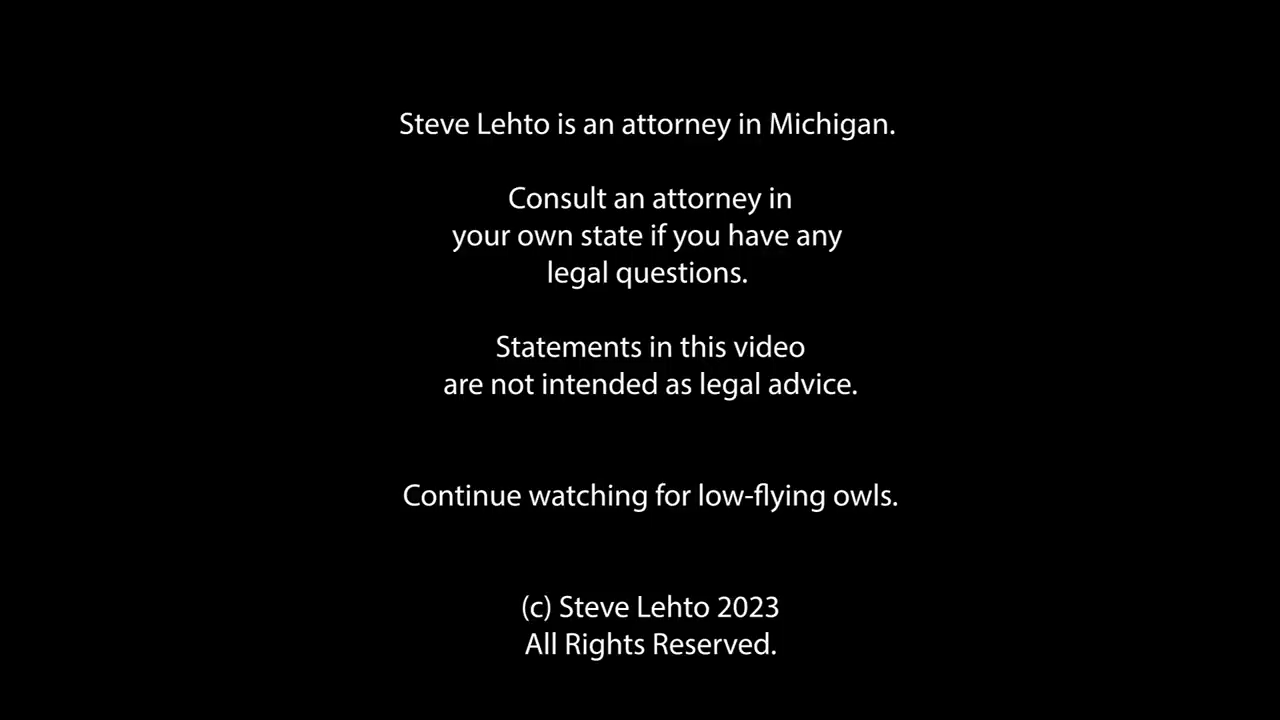 Steve Lehto is an attorney in Michigan.
Consult an attorney in
your own state if you have any
legal questions.
Statements in this video
are not intended as legal advice.
Continue watching for low-flying owls.
(c) Steve Lehto 2023
All Rights Reserved.